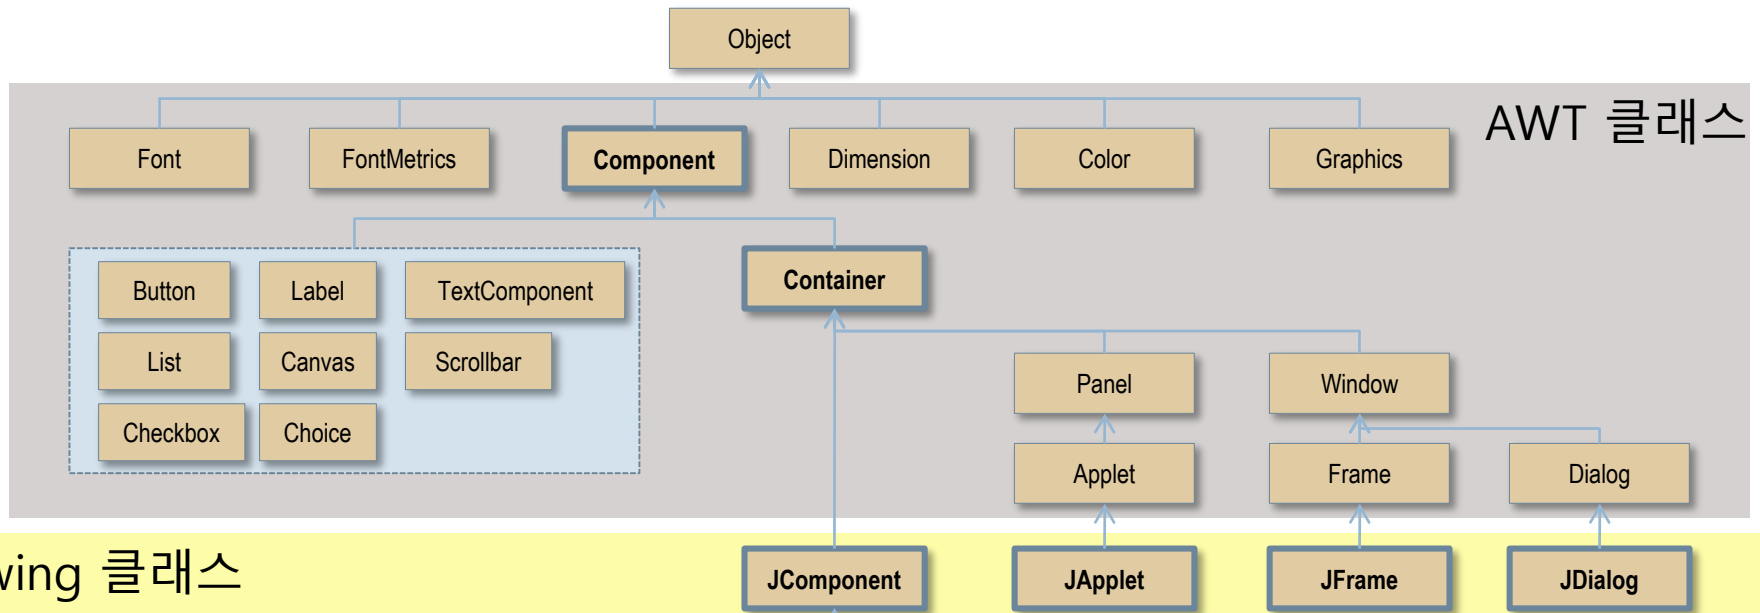 Object
AWT 클래스
Font
FontMetrics
Component
Dimension
Color
Graphics
Button
Label
TextComponent
Container
List
Canvas
Scrollbar
Panel
Window
Checkbox
Choice
Applet
Frame
Dialog
wing 클래스
JComponent
JApplet
JFrame
JDialog